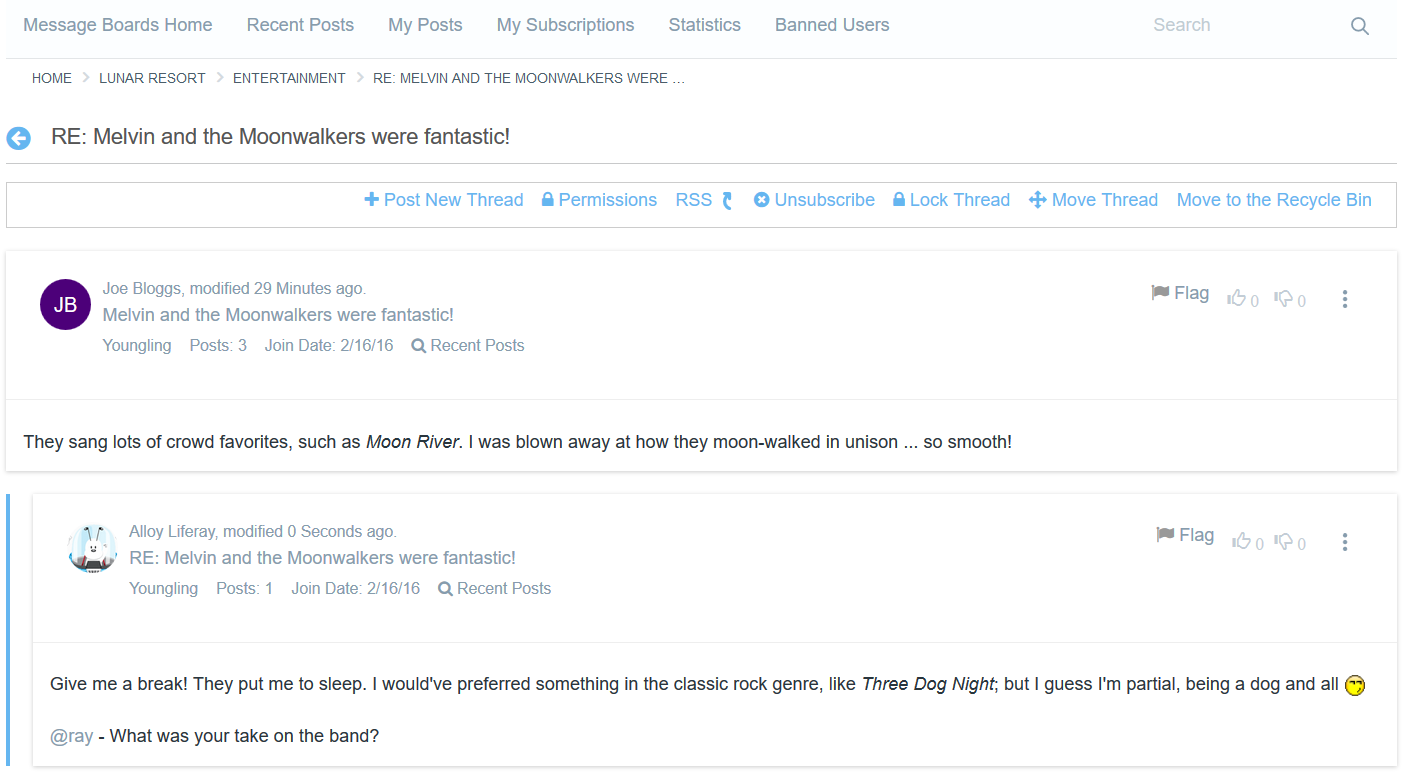 Message Boards Home Recent Posts My Posts My Subscriptions Statistics Banned Users Search
HOME > LUNAR RESORT > ENTERTAINMENT > RE: MELVIN AND THE MOONWALKERS WERE ...
RE: Melvin and the Moonwalkers were fantastic!
Post New Thread Permissions RSS Unsubscribe Lock Thread Move Thread Move to the Recycle Bin
JB
Joe Bloggs, modified 29 Minutes ago.
Flag 0 0
Melvin and the Moonwalkers were fantastic!
Youngling Posts: 3 Join Date: 2/16/16 Recent Posts
They sang lots of crowd favorites, such as Moon River. I was blown away at how they moon-walked in unison ... so smooth!
Alloy Liferay, modified 0 Seconds ago.
Flag 0 0
RE: Melvin and the Moonwalkers were fantastic!
Youngling Posts: 1 Join Date: 2/16/16 Recent Posts
Give me a break! They put me to sleep. I would've preferred something in the classic rock genre, like Three Dog Night; but I guess I'm partial, being a dog and all
@ray - What was your take on the band?